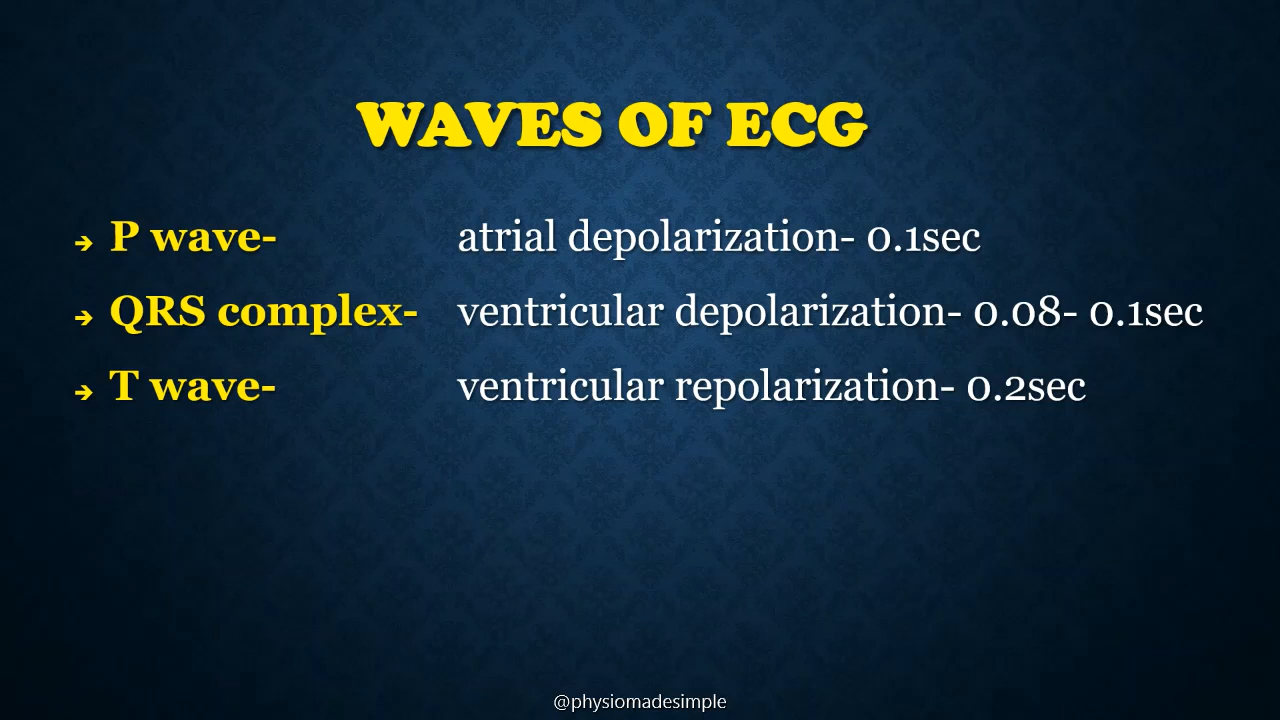 WAVES OF ECG
➔ P wave- atrial depolarization- 0.1sec
➔ QRS complex- ventricular depolarization- 0.08- 0.1sec
➔ T wave- ventricular repolarization- 0.2sec
@physiomadesimple